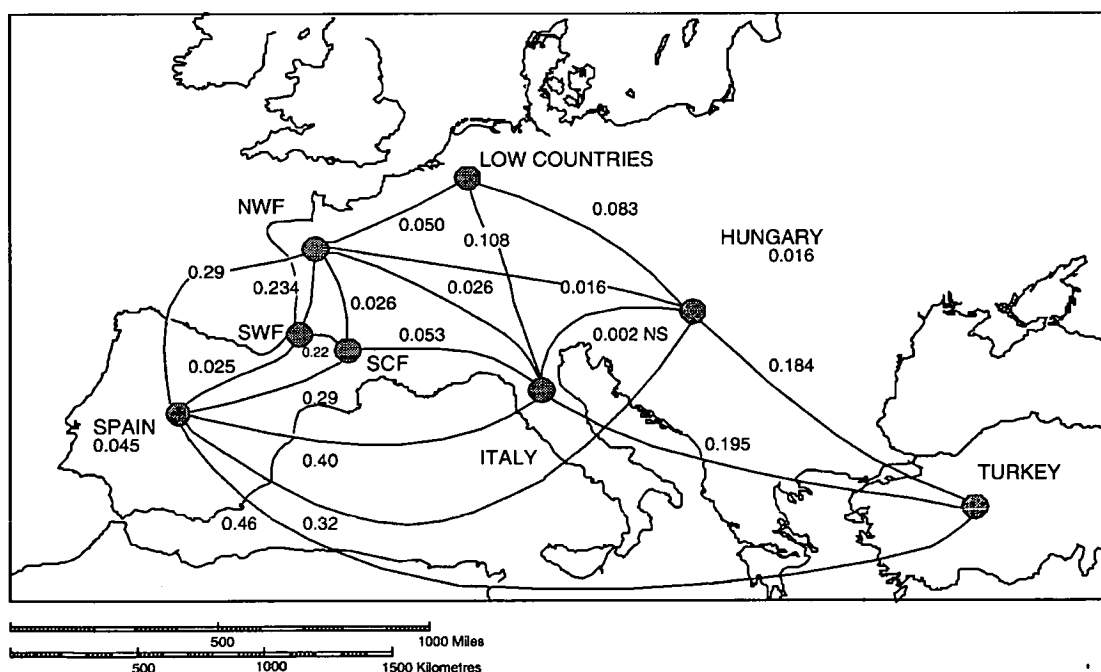 LOW COUNTRIES
NWF
0.050
0.083
0.108
HUNGARY
0.016
0.29
0.234
0.026
0.026
0.016
SWF
0.053
0.002 NS
0.22
SCF
0.025
0.184
0.29
SPAIN
0.045
0.40
ITALY
0.195
TURKEY
0.46
0.32
500
1000 Miles
500
1000
1500 Kilometres